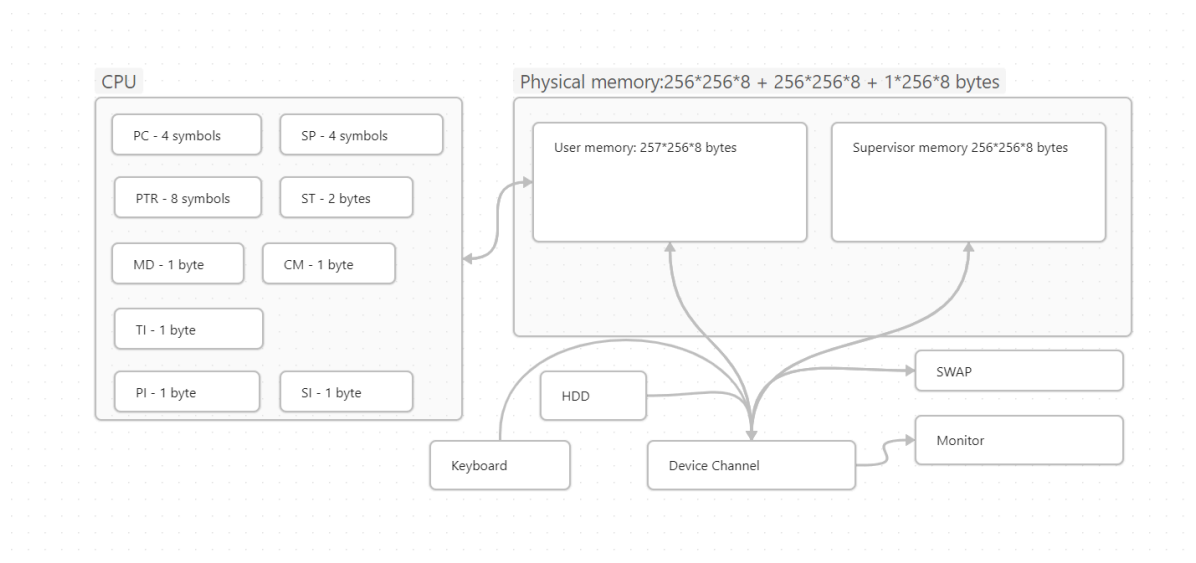 CPU
Physical memory:256*256*8 + 256*256*8 + 1*256*8 bytes
PC - 4 symbols
SP - 4 symbols
User memory: 257*256*8 bytes
Supervisor memory 256*256*8 bytes
PTR - 8 symbols
ST - 2 bytes
MD - 1 byte
CM - 1 byte
TI - 1 byte
PI - 1 byte
SI - 1 byte
HDD
SWAP
Keyboard
Device Channel
Monitor